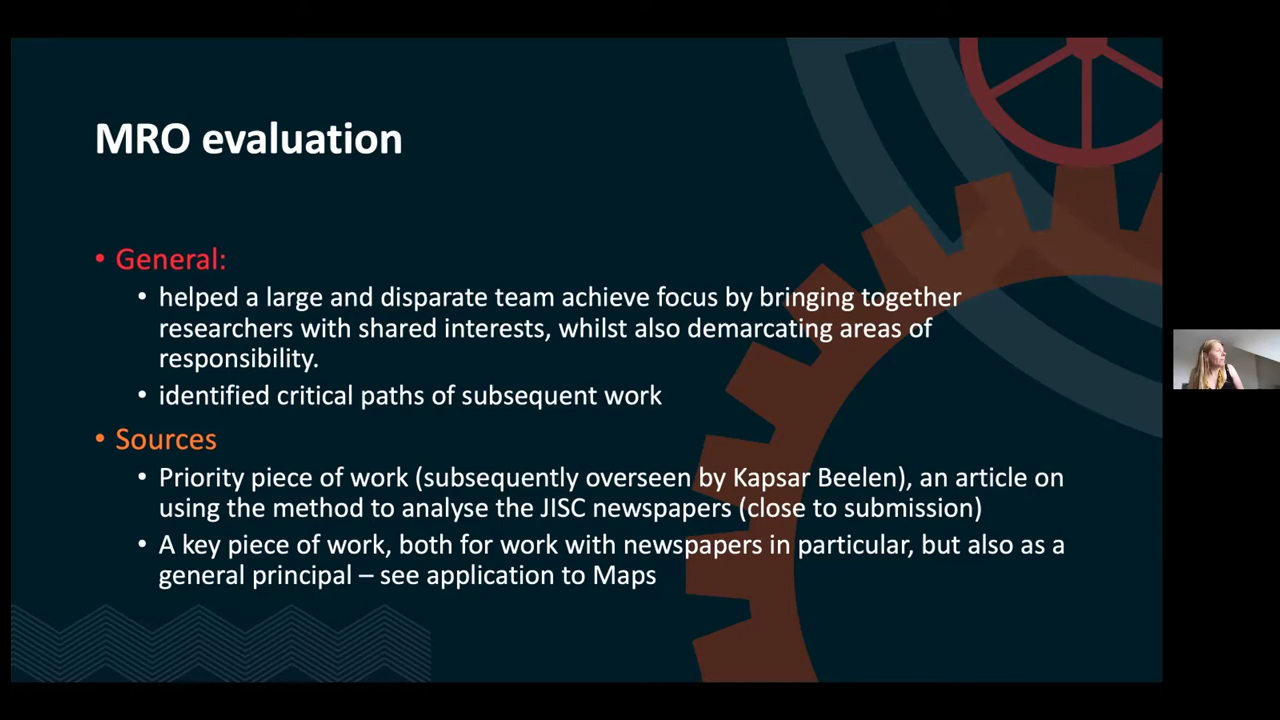 MRO evaluation
• General:
• helped a large and disparate team achieve focus by bringing together
researchers with shared interests, whilst also demarcating areas of
responsibility.
• identified critical paths of subsequent work
• Sources
• Priority piece of work (subsequently overseen by Kapsar Beelen), an article on
using the method to analyse the JISC newspapers (close to submission)
• A key piece of work, both for work with newspapers in particular, but also as a
general principal – see application to Maps